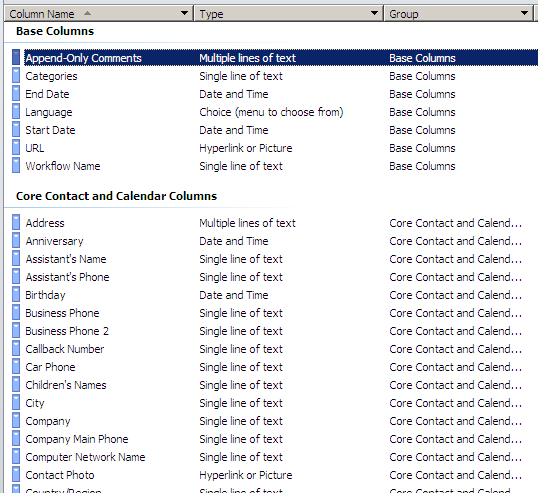 Column Name Type Group
Base Columns
Append-Only Comments Multiple lines of text Base Columns
Categories Single line of text Base Columns
End Date Date and Time Base Columns
Language Choice (menu to choose from) Base Columns
Start Date Date and Time Base Columns
URL Hyperlink or Picture Base Columns
Workflow Name Single line of text Base Columns
Core Contact and Calendar Columns
Address Multiple lines of text Core Contact and Calend...
Anniversary Date and Time Core Contact and Calend...
Assistant's Name Single line of text Core Contact and Calend...
Assistant's Phone Single line of text Core Contact and Calend...
Birthday Date and Time Core Contact and Calend...
Business Phone Single line of text Core Contact and Calend...
Business Phone 2 Single line of text Core Contact and Calend...
Callback Number Single line of text Core Contact and Calend...
Car Phone Single line of text Core Contact and Calend...
Children's Names Single line of text Core Contact and Calend...
City Single line of text Core Contact and Calend...
Company Single line of text Core Contact and Calend...
Company Main Phone Single line of text Core Contact and Calend...
Computer Network Name Single line of text Core Contact and Calend...
Contact Photo Hyperlink or Picture Core Contact and Calend...
Country/Region Single line of text Core Contact and Calend...